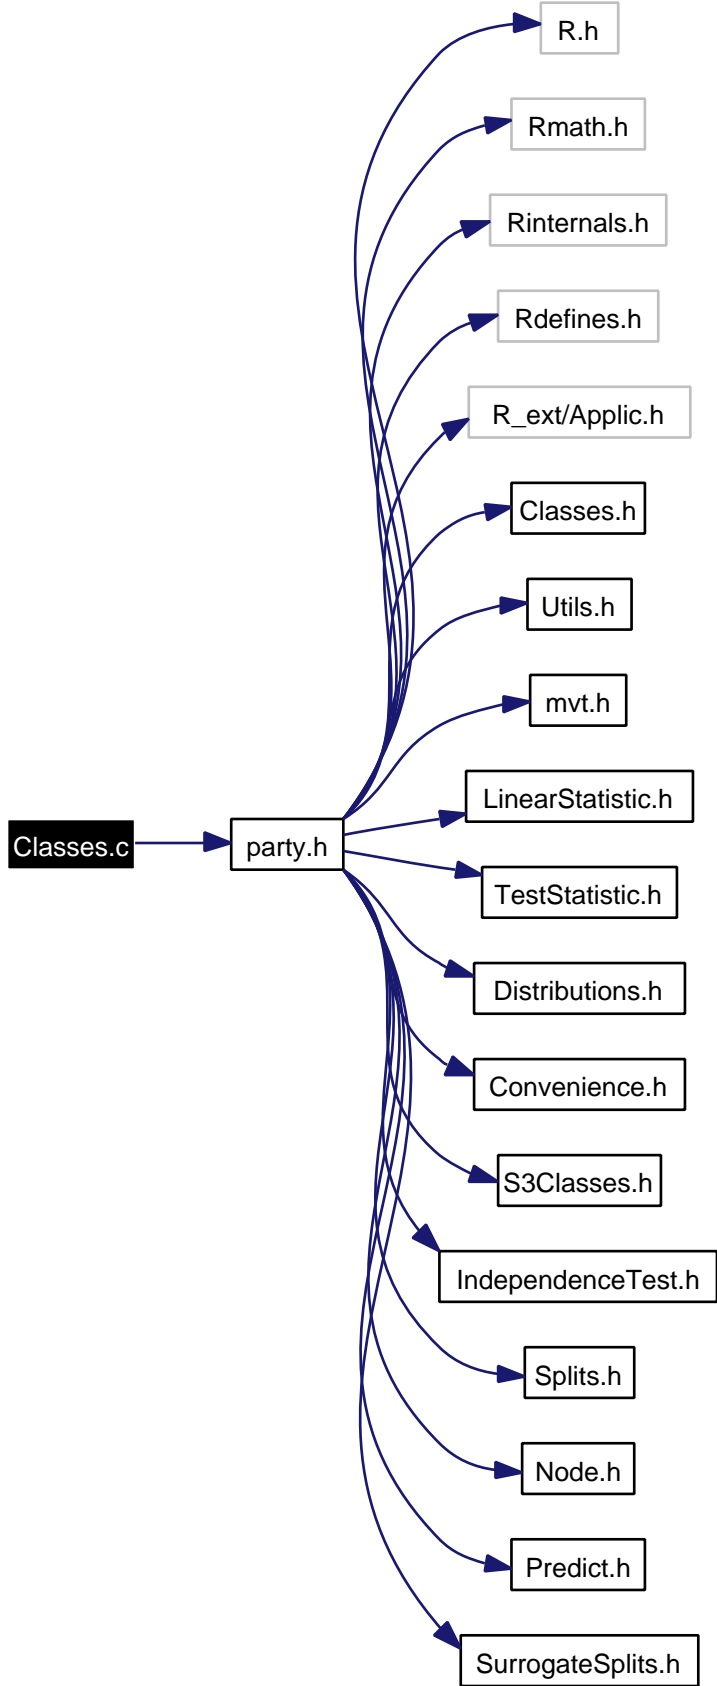 R.h
Rmath.h
Rinternals.h
Rdefines.h
R_ext/Applic.h
Classes.h
Utils.h
mvt.h
LinearStatistic.h
Classes.c
party.h
TestStatistic.h
Distributions.h
Convenience.h
S3Classes.h
IndependenceTest.h
Splits.h
Node.h
Predict.h
SurrogateSplits.h